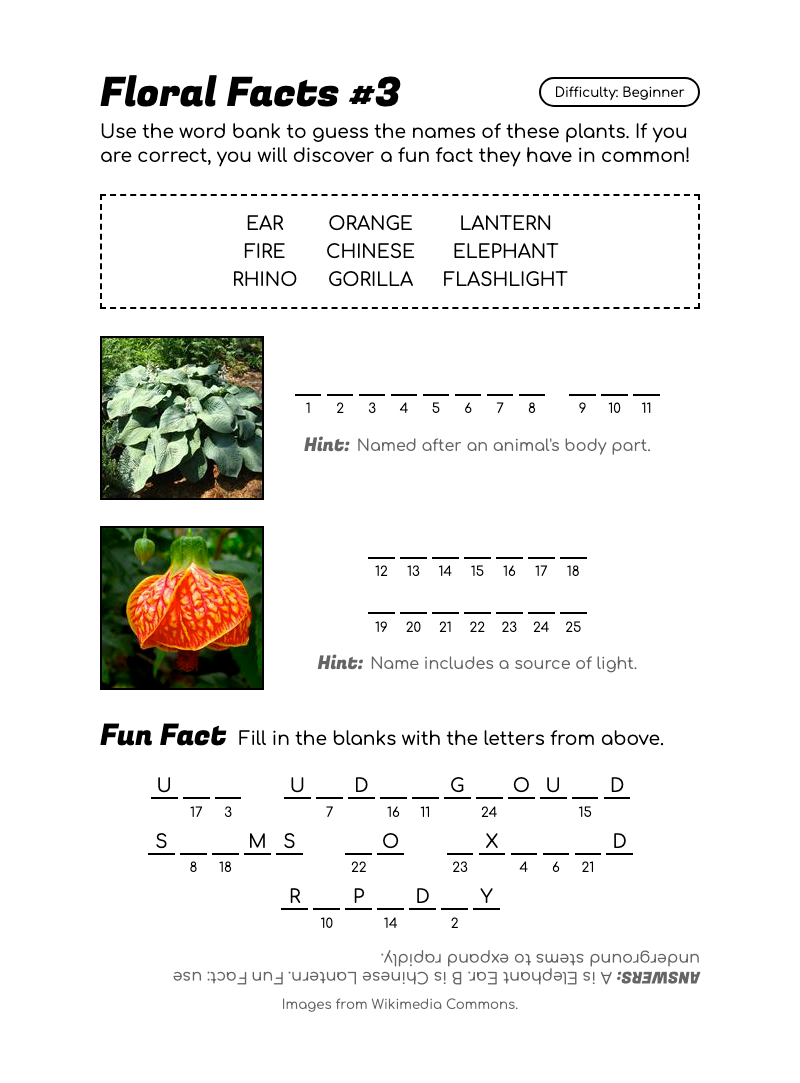 Floral Facts #3
Difficulty: Beginner
Use the word bank to guess the names of these plants. If you
are correct, you will discover a fun fact they have in common!
EAR ORANGE LANTERN
FIRE CHINESE ELEPHANT
RHINO GORILLA FLASHLIGHT
1 2 3 4 5 6 7 8 9 10 11
Hint: Named after an animal's body part.
12 13 14 15 16 17 18
19 20 21 22 23 24 25
Hint: Name includes a source of light.
Fun Fact Fill in the blanks with the letters from above.
U _ _ U _ D _ _ G _ O U _ D
17 3 7 16 11 24 15
S _ _ M S _ O _ X _ _ _ D
8 18 22 23 4 6 21
R _ P _ D _ Y
10 14 2
ANSWERS: A is Elephant Ear. B is Chinese Lantern. Fun Fact: use
underground stems to expand rapidly.
Images from Wikimedia Commons.